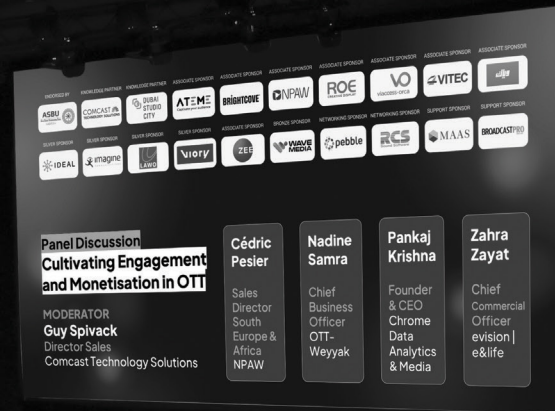 ENDORSED BY
KNOWLEDGE PARTNER
KNOWLEDGE PARTNER
ASSOCIATE SPONSOR
ASSOCIATE SPONSOR
ASSOCIATE SPONSOR
ASSOCIATE SPONSOR
ASSOCIATE SPONSOR
ASSOCIATE SPONSOR
ASSOCIATE SPONSOR
ASBU
COMCAST
TECHNOLOGY SOLUTIONS
DUBAI
STUDIO
CITY
ATEME
BRIGHTCOVE
NPAW
ROE
VO
viaccess-orca
VITEC
SILVER SPONSOR
SILVER SPONSOR
SILVER SPONSOR
SILVER SPONSOR
ASSOCIATE SPONSOR
BRONZE SPONSOR
NETWORKING SPONSOR
NETWORKING SPONSOR
SUPPORT SPONSOR
SUPPORT SPONSOR
IDEAL
imagine
LAWO
viory
ZEE
WAVE
MEDIA
pebble
RCS
MAAS
BROADCASTPRO
Panel Discussion
Cultivating Engagement
and Monetisation in OTT
MODERATOR
Guy Spivack
Director Sales
Comcast Technology Solutions
Cédric
Pesier
Sales
Director
South
Europe &
Africa
NPAW
Nadine
Samra
Chief
Business
Officer
OTT-
Weyyak
Pankaj
Krishna
Founder
& CEO
Chrome
Data
Analytics
& Media
Zahra
Zayat
Chief
Commercial
Officer
evision |
e&life